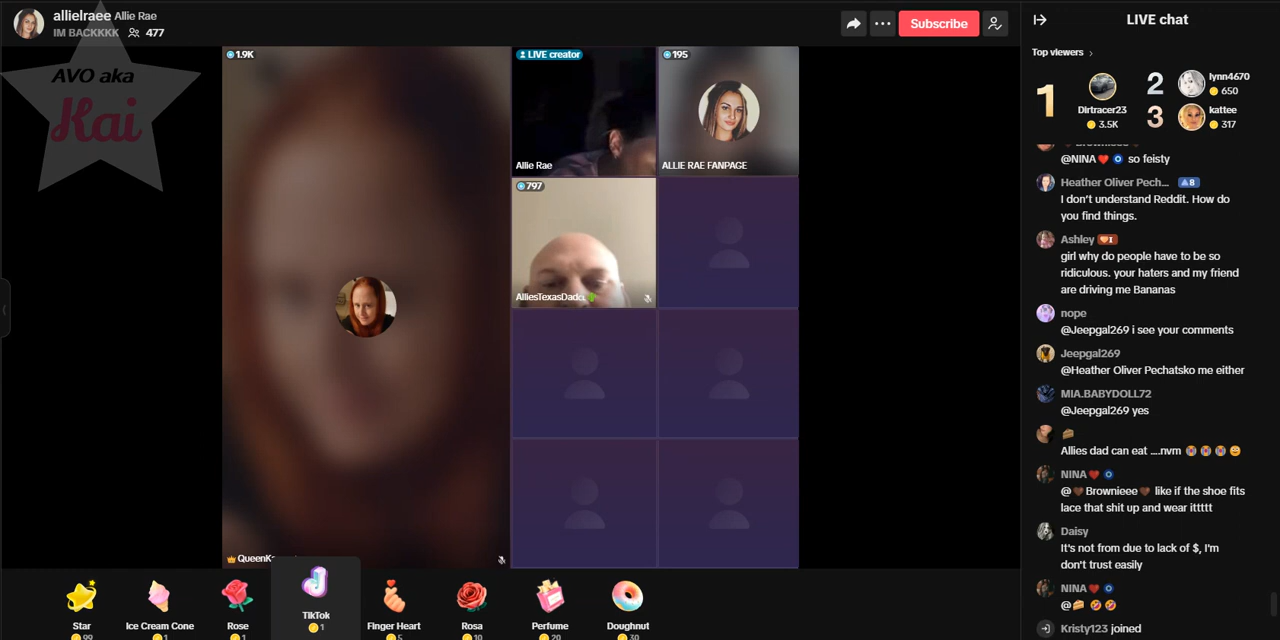 allielraee Allie Rae
IM BACKKKK 477
Subscribe
LIVE chat
AVO aka
Kai
1.9K
LIVE creator
Allie Rae
195
ALLIE RAE FANPAGE
797
AlliesTexasDad
Top viewers
1
Dirtracer23
3.5K
2
lynn4670
650
3
kattee
317
Brownieee
@NINA❤️🧿 so feisty
Heather Oliver Pech... 8
I don't understand Reddit. How do
you find things.
Ashley I
girl why do people have to be so
ridiculous. your haters and my friend
are driving me Bananas
nope
@Jeepgal269 i see your comments
Jeepgal269
@Heather Oliver Pechatsko me either
MIA.BABYDOLL72
@Jeepgal269 yes
Allies dad can eat ....nvm
NINA❤️🧿
@🤎Brownieee🤎 like if the shoe fits
lace that shit up and wear ittttt
Daisy
It's not from due to lack of $, I'm
don't trust easily
NINA❤️🧿
@🧀🤣🤣
Kristy123 joined
Star
99
Ice Cream Cone
1
Rose
1
TikTok
1
Finger Heart
5
Rosa
10
Perfume
20
Doughnut
30